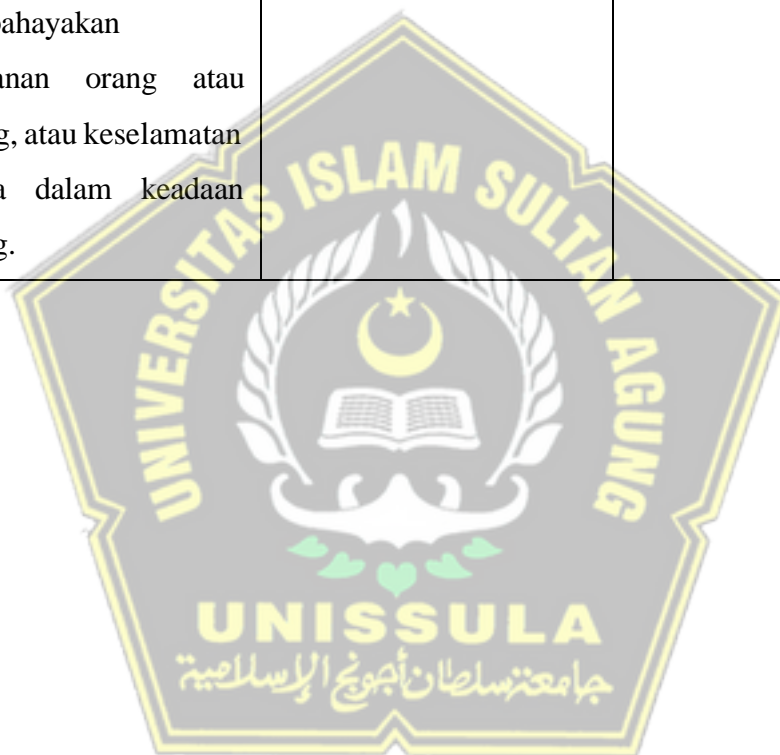 bahayakan
anan orang atau
g, atau keselamatan
a dalam keadaan
g.
UNIVERSITAS ISLAM SULTAN AGUNG
UNISSULA
جامعة سلطان أجونج الإسلامية